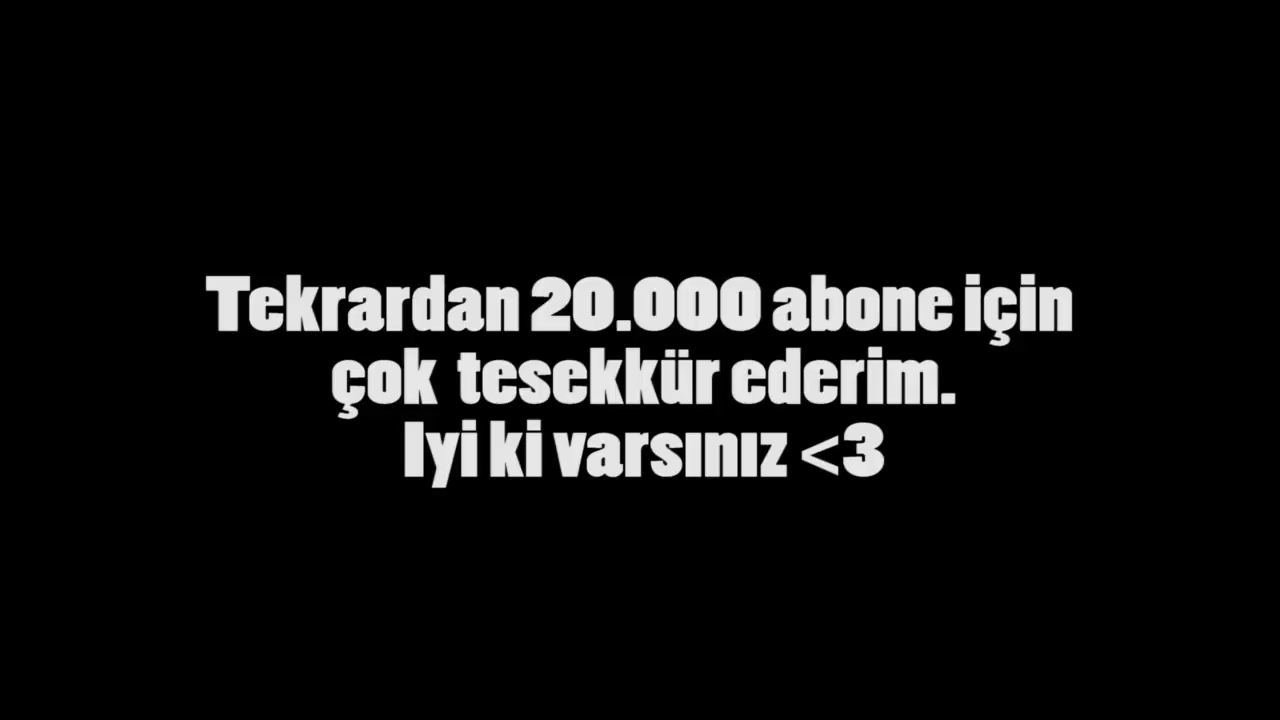 Tekrardan 20.000 abone için
çok tesekkür ederim.
Iyi ki varsınız <3